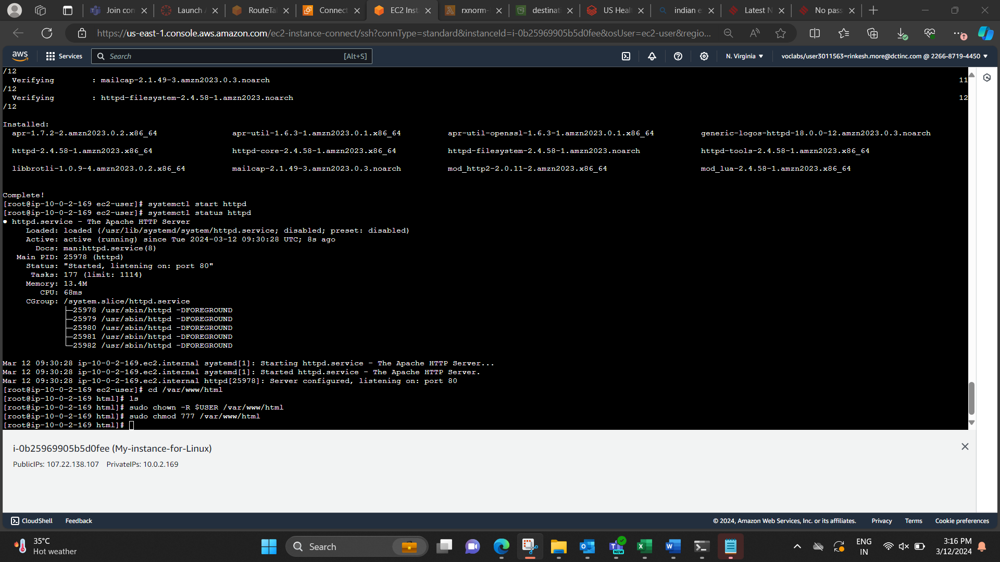 Join con
Launch
RouteTa
Connect
EC2 Inst
rxnorm-
destinat
US Heal
indian e
Latest N
No pass
https://us-east-1.console.aws.amazon.com/ec2-instance-connect/ssh?connType=standard&instanceId=i-0b25969905b5d0fee&osUser=ec2-user&regio...
aws
Services
Search
[Alt+S]
N. Virginia
voclabs/user3011563=rinkesh.more@dctinc.com @ 2266-8719-4450
/12
Verifying : mailcap-2.1.49-3.amzn2023.0.3.noarch 11
/12
Verifying : httpd-filesystem-2.4.58-1.amzn2023.noarch 12
/12
Installed:
apr-1.7.2-2.amzn2023.0.2.x86_64 apr-util-1.6.3-1.amzn2023.0.1.x86_64 apr-util-openssl-1.6.3-1.amzn2023.0.1.x86_64 generic-logos-httpd-18.0.0-12.amzn2023.0.3.noarch
httpd-2.4.58-1.amzn2023.x86_64 httpd-core-2.4.58-1.amzn2023.x86_64 httpd-filesystem-2.4.58-1.amzn2023.noarch httpd-tools-2.4.58-1.amzn2023.x86_64
libbrotli-1.0.9-4.amzn2023.0.2.x86_64 mailcap-2.1.49-3.amzn2023.0.3.noarch mod_http2-2.0.11-2.amzn2023.x86_64 mod_lua-2.4.58-1.amzn2023.x86_64
Complete!
[root@ip-10-0-2-169 ec2-user]# systemctl start httpd
[root@ip-10-0-2-169 ec2-user]# systemctl status httpd
● httpd.service - The Apache HTTP Server
Loaded: loaded (/usr/lib/systemd/system/httpd.service; disabled; preset: disabled)
Active: active (running) since Tue 2024-03-12 09:30:28 UTC; 8s ago
Docs: man:httpd.service(8)
Main PID: 25978 (httpd)
Status: "Started, listening on: port 80"
Tasks: 177 (limit: 1114)
Memory: 13.4M
CPU: 68ms
CGroup: /system.slice/httpd.service
├─25978 /usr/sbin/httpd -DFOREGROUND
├─25979 /usr/sbin/httpd -DFOREGROUND
├─25980 /usr/sbin/httpd -DFOREGROUND
├─25981 /usr/sbin/httpd -DFOREGROUND
└─25982 /usr/sbin/httpd -DFOREGROUND
Mar 12 09:30:28 ip-10-0-2-169.ec2.internal systemd[1]: Starting httpd.service - The Apache HTTP Server...
Mar 12 09:30:28 ip-10-0-2-169.ec2.internal systemd[1]: Started httpd.service - The Apache HTTP Server.
Mar 12 09:30:28 ip-10-0-2-169.ec2.internal httpd[25978]: Server configured, listening on: port 80
[root@ip-10-0-2-169 ec2-user]# cd /var/www/html
[root@ip-10-0-2-169 html]# ls
[root@ip-10-0-2-169 html]# sudo chown -R $USER /var/www/html
[root@ip-10-0-2-169 html]# sudo chmod 777 /var/www/html
[root@ip-10-0-2-169 html]#
i-0b25969905b5d0fee (My-instance-for-Linux)
PublicIPs: 107.22.138.107 PrivateIPs: 10.0.2.169
CloudShell
Feedback
© 2024, Amazon Web Services, Inc. or its affiliates.
Privacy
Terms
Cookie preferences
35°C
Hot weather
Search
NEW
ENG
IN
3:16 PM
3/12/2024